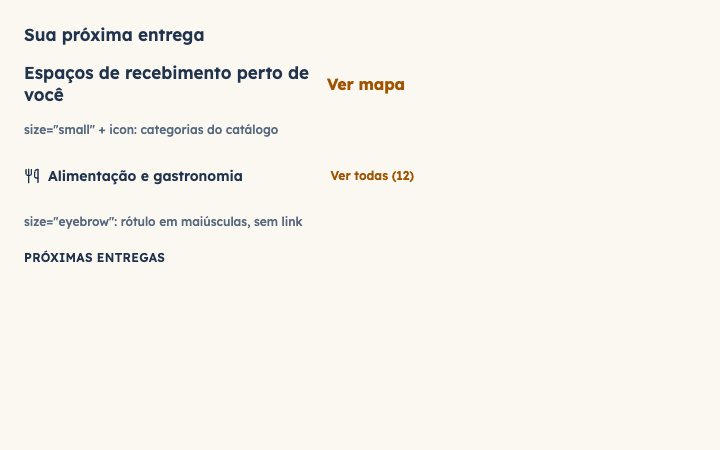 Sua próxima entrega
Espaços de recebimento perto de
você
Ver mapa
size="small" + icon: categorias do catálogo
Alimentação e gastronomia
Ver todas (12)
size="eyebrow": rótulo em maiúsculas, sem link
PRÓXIMAS ENTREGAS